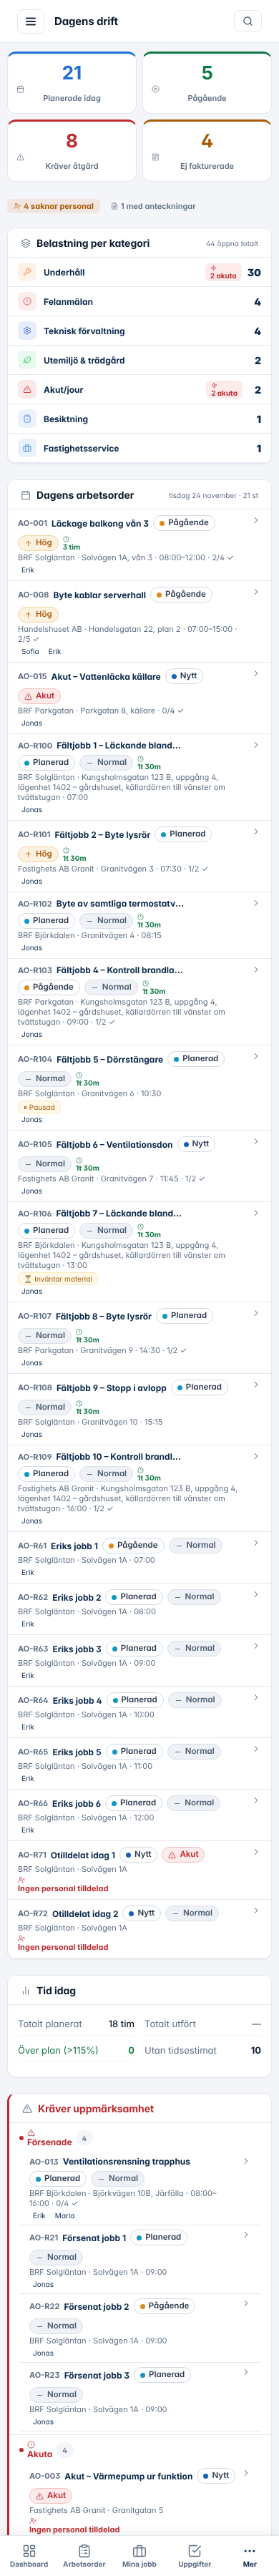 Dagens drift
21
Planerade idag
5
Pågående
8
Kräver åtgärd
4
Ej fakturerade
4 saknar personal
1 med anteckningar
Belastning per kategori
44 öppna totalt
Underhåll
2 akuta
30
Felanmälan
4
Teknisk förvaltning
4
Utemiljö & trädgård
2
Akut/jour
2 akuta
2
Besiktning
1
Fastighetsservice
1
Dagens arbetsorder
tisdag 24 november · 21 st
AO-001 Läckage balkong vån 3 Pågående
Hög 3 tim
BRF Solgläntan · Solvägen 1A, vån 3 · 08:00–12:00 · 2/4 ✓
Erik
AO-008 Byte kablar serverhall Pågående
Hög
Handelshuset AB · Handelsgatan 22, plan 2 · 07:00–15:00 ·
2/5 ✓
Sofia Erik
AO-015 Akut – Vattenläcka källare Nytt
Akut
BRF Parkgatan · Parkgatan 8, källare · 0/4 ✓
Jonas
AO-R100 Fältjobb 1 – Läckande bland...
Planerad – Normal 1t 30m
BRF Solgläntan · Kungsholmsgatan 123 B, uppgång 4,
lägenhet 1402 – gårdshuset, källardörren till vänster om
tvättstugan · 07:00
Jonas
AO-R101 Fältjobb 2 – Byte lysrör Planerad
Hög 1t 30m
Fastighets AB Granit · Granitvägen 3 · 07:30 · 1/2 ✓
Jonas
AO-R102 Byte av samtliga termostatv...
Planerad – Normal 1t 30m
BRF Björkdalen · Granitvägen 4 · 08:15
Jonas
AO-R103 Fältjobb 4 – Kontroll brandla...
Pågående – Normal 1t 30m
BRF Parkgatan · Kungsholmsgatan 123 B, uppgång 4,
lägenhet 1402 – gårdshuset, källardörren till vänster om
tvättstugan · 09:00 · 1/2 ✓
Jonas
AO-R104 Fältjobb 5 – Dörrstängare Planerad
– Normal 1t 30m
BRF Solgläntan · Granitvägen 6 · 10:30
Pausad
Jonas
AO-R105 Fältjobb 6 – Ventilationsdon Nytt
– Normal 1t 30m
Fastighets AB Granit · Granitvägen 7 · 11:45 · 1/2 ✓
Jonas
AO-R106 Fältjobb 7 – Läckande bland...
Planerad – Normal 1t 30m
BRF Björkdalen · Kungsholmsgatan 123 B, uppgång 4,
lägenhet 1402 – gårdshuset, källardörren till vänster om
tvättstugan · 13:00
⏳ Inväntar material
Jonas
AO-R107 Fältjobb 8 – Byte lysrör Planerad
– Normal 1t 30m
BRF Parkgatan · Granitvägen 9 · 14:30 · 1/2 ✓
Jonas
AO-R108 Fältjobb 9 – Stopp i avlopp Planerad
– Normal 1t 30m
BRF Solgläntan · Granitvägen 10 · 15:15
Jonas
AO-R109 Fältjobb 10 – Kontroll brandl...
Planerad – Normal 1t 30m
Fastighets AB Granit · Kungsholmsgatan 123 B, uppgång 4,
lägenhet 1402 – gårdshuset, källardörren till vänster om
tvättstugan · 16:00 · 1/2 ✓
Jonas
AO-R61 Eriks jobb 1 Pågående – Normal
BRF Solgläntan · Solvägen 1A · 07:00
Erik
AO-R62 Eriks jobb 2 Planerad – Normal
BRF Solgläntan · Solvägen 1A · 08:00
Erik
AO-R63 Eriks jobb 3 Planerad – Normal
BRF Solgläntan · Solvägen 1A · 09:00
Erik
AO-R64 Eriks jobb 4 Planerad – Normal
BRF Solgläntan · Solvägen 1A · 10:00
Erik
AO-R65 Eriks jobb 5 Planerad – Normal
BRF Solgläntan · Solvägen 1A · 11:00
Erik
AO-R66 Eriks jobb 6 Planerad – Normal
BRF Solgläntan · Solvägen 1A · 12:00
Erik
AO-R71 Otilldelat idag 1 Nytt Akut
BRF Solgläntan · Solvägen 1A
Ingen personal tilldelad
AO-R72 Otilldelat idag 2 Nytt – Normal
BRF Solgläntan · Solvägen 1A
Ingen personal tilldelad
Tid idag
Totalt planerat 18 tim Totalt utfört —
Över plan (>115%) 0 Utan tidsestimat 10
Kräver uppmärksamhet
Försenade 4
AO-013 Ventilationsrensning trapphus
Planerad – Normal
BRF Björkdalen · Björkvägen 10B, Järfälla · 08:00–
16:00 · 0/4 ✓
Erik Maria
AO-R21 Försenat jobb 1 Planerad
– Normal
BRF Solgläntan · Solvägen 1A · 09:00
Jonas
AO-R22 Försenat jobb 2 Pågående
– Normal
BRF Solgläntan · Solvägen 1A · 09:00
Jonas
AO-R23 Försenat jobb 3 Planerad
– Normal
BRF Solgläntan · Solvägen 1A · 09:00
Jonas
Akuta 4
AO-003 Akut – Värmepump ur funktion Nytt
Akut
Fastighets AB Granit · Granitgatan 5
Ingen personal tilldelad
Dashboard Arbetsorder Mina jobb Uppgifter Mer